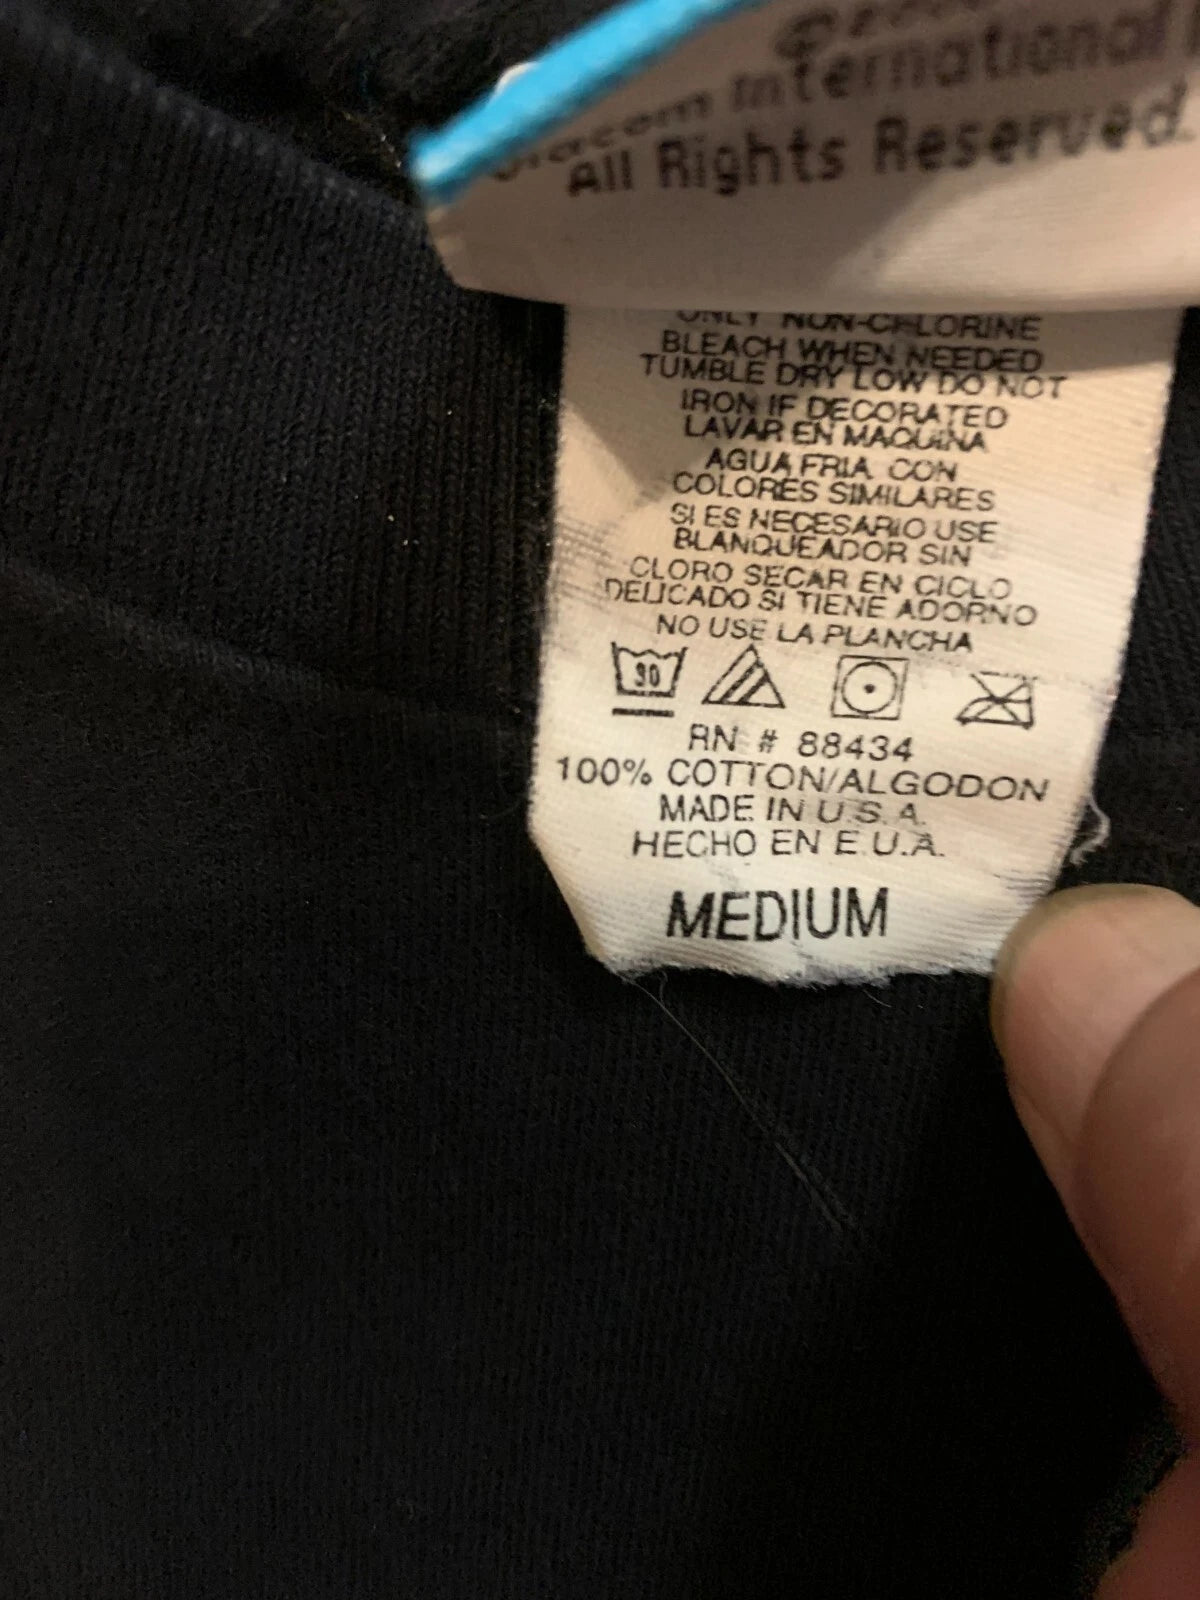 International
All Rights Reserved.
ONLY NON-CHLORINE
BLEACH WHEN NEEDED
TUMBLE DRY LOW DO NOT
IRON IF DECORATED
LAVAR EN MAQUINA
AGUA FRIA CON
COLORES SIMILARES
SI ES NECESARIO USE
BLANQUEADOR SIN
CLORO SECAR EN CICLO
DELICADO SI TIENE ADORNO
NO USE LA PLANCHA
30
RN # 88434
100% COTTON/ALGODON
MADE IN U.S.A.
HECHO EN E.U.A.
MEDIUM